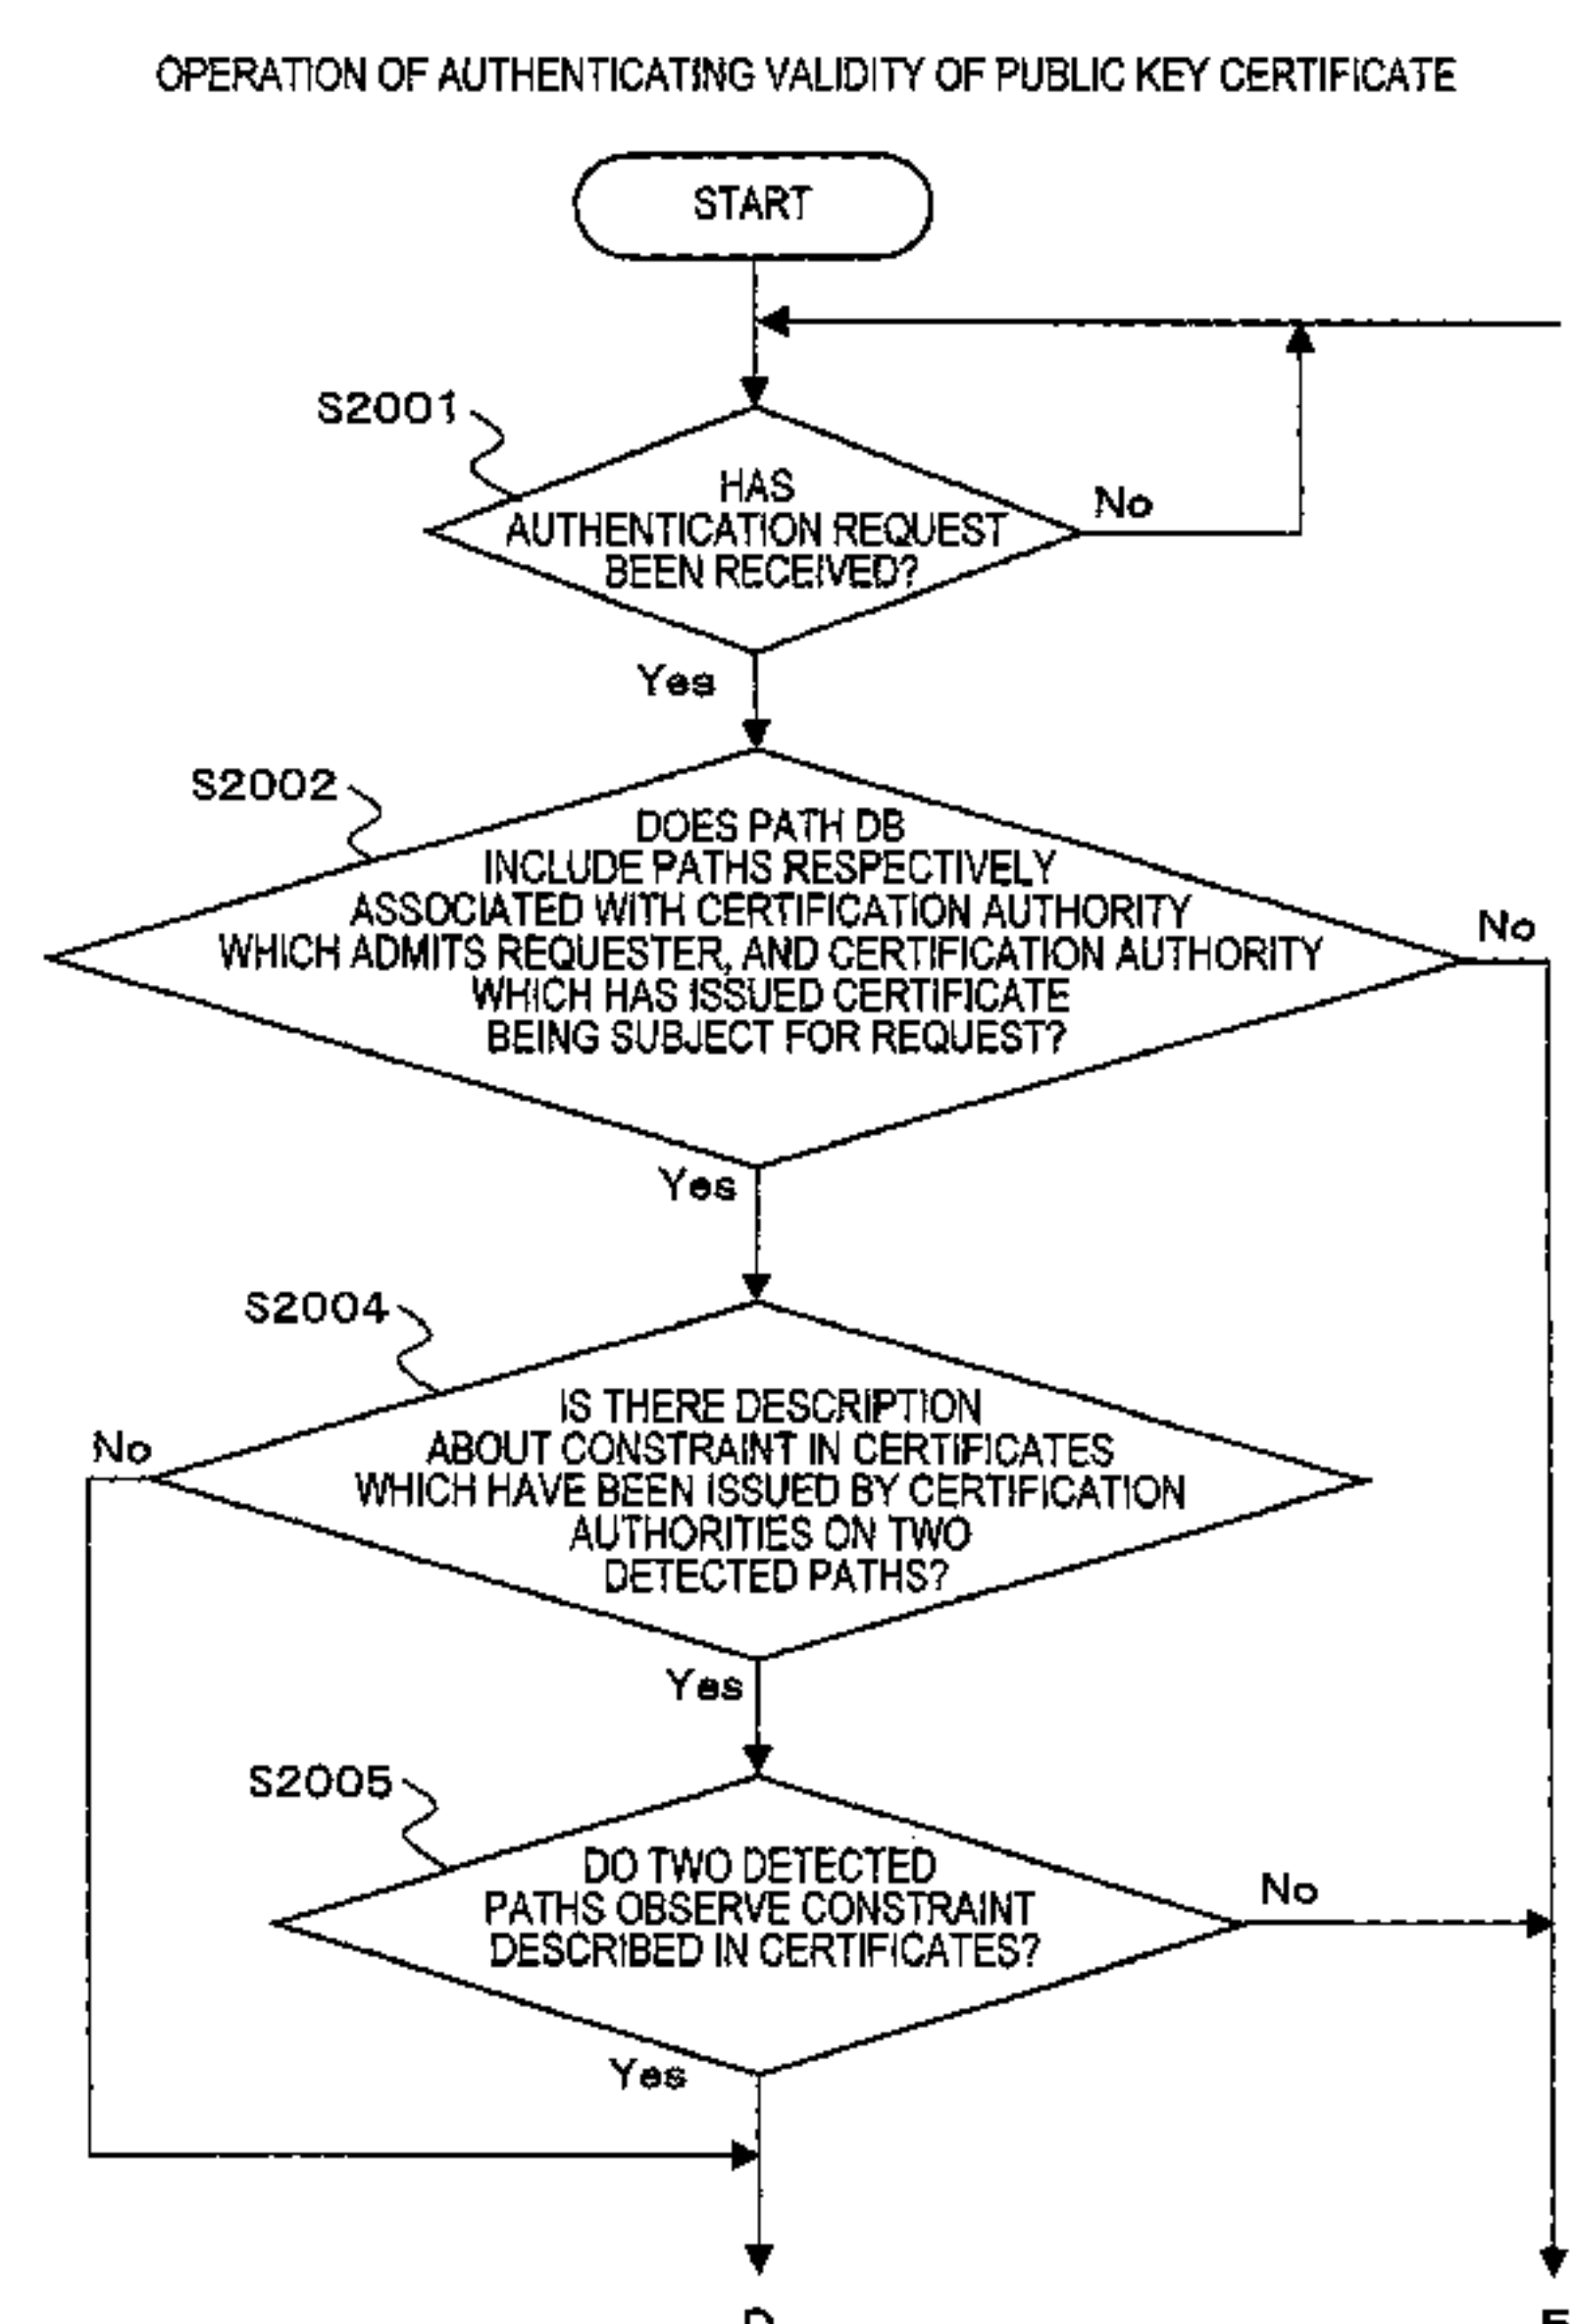 OPERATION OF AUTHENTICATING VALIDITY OF PUBLIC KEY CERTIFICATE
START
S2001
HAS
AUTHENTICATION REQUEST
BEEN RECEIVED?
No
Yes
S2002
DOES PATH DB
INCLUDE PATHS RESPECTIVELY
ASSOCIATED WITH CERTIFICATION AUTHORITY
WHICH ADMITS REQUESTER, AND CERTIFICATION AUTHORITY
WHICH HAS ISSUED CERTIFICATE
BEING SUBJECT FOR REQUEST?
No
Yes
S2004
IS THERE DESCRIPTION
ABOUT CONSTRAINT IN CERTIFICATES
WHICH HAVE BEEN ISSUED BY CERTIFICATION
AUTHORITIES ON TWO
DETECTED PATHS?
No
Yes
S2005
DO TWO DETECTED
PATHS OBSERVE CONSTRAINT
DESCRIBED IN CERTIFICATES?
No
Yes